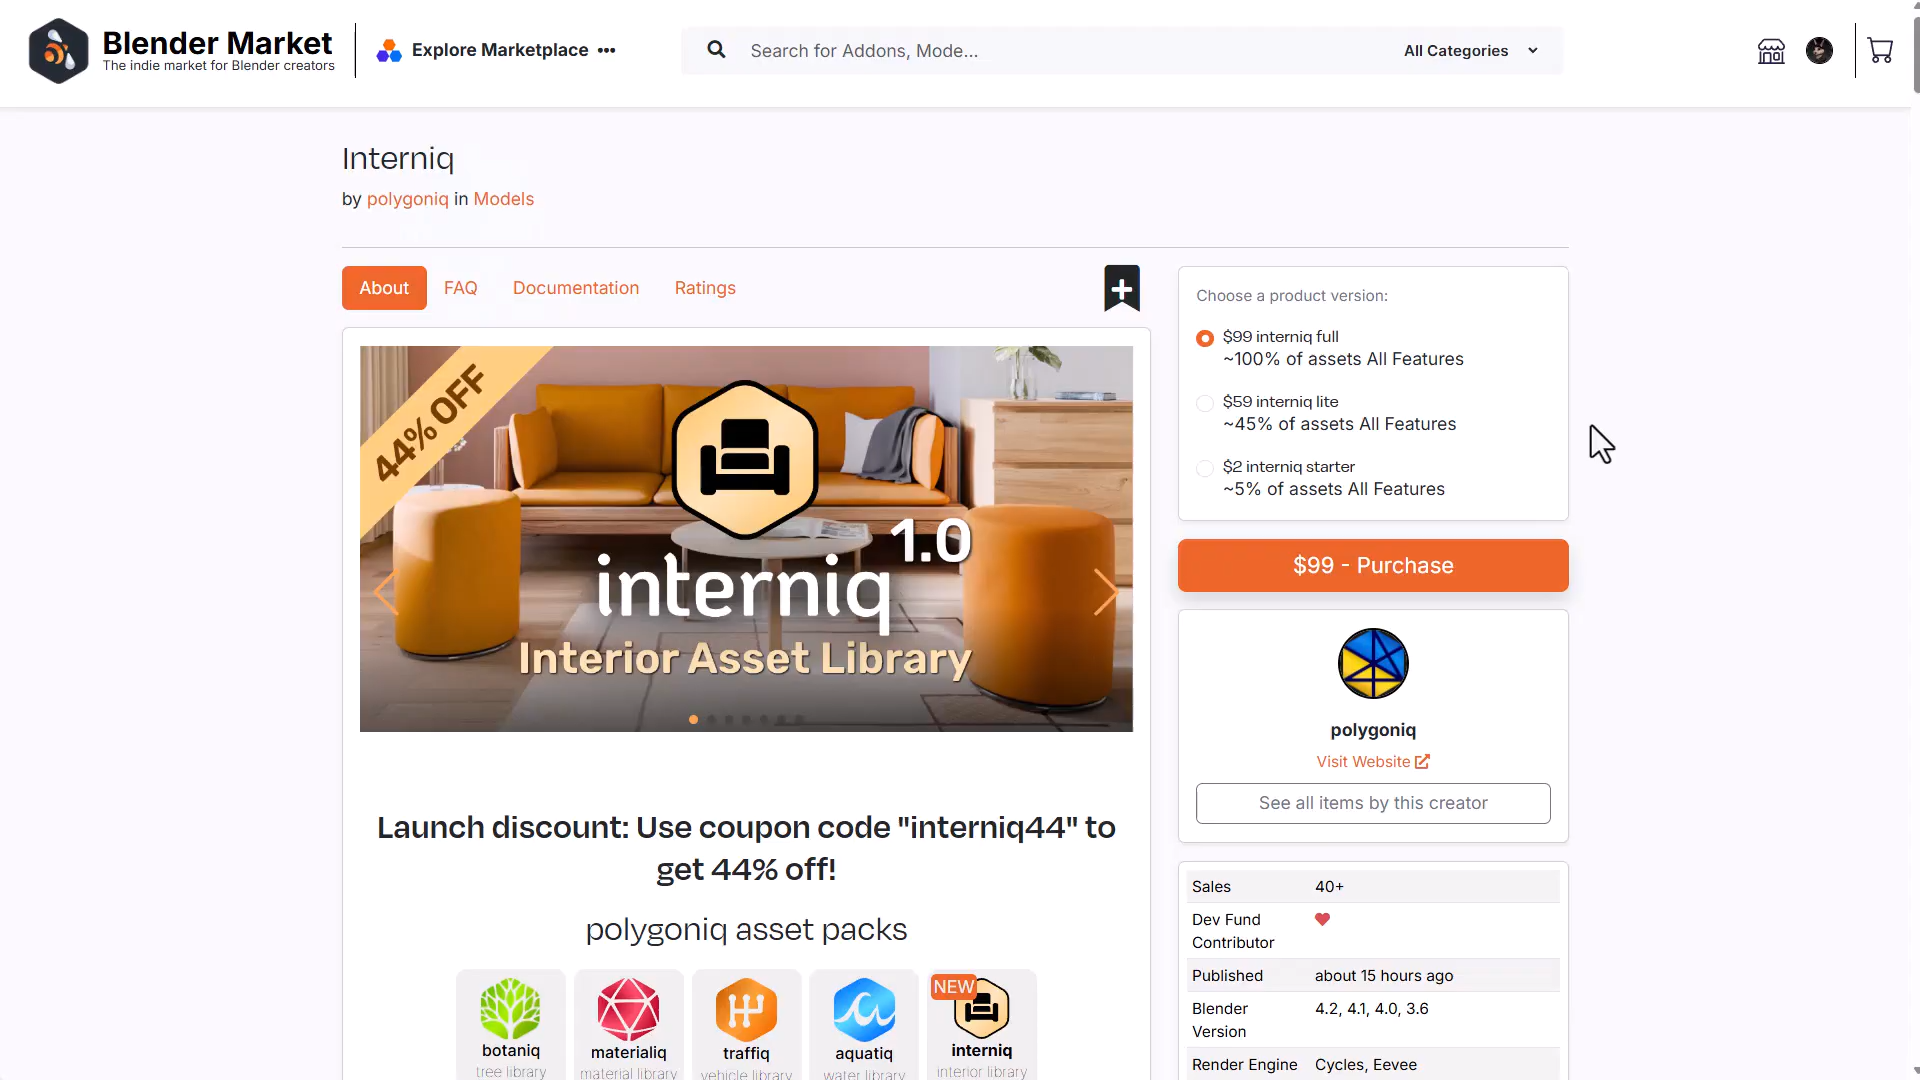 Blender Market
The indie market for Blender creators
Explore Marketplace •••
Search for Addons, Mode...
All Categories
Interniq
by polygoniq in Models
About
FAQ
Documentation
Ratings
Choose a product version:
$99 interniq full
~100% of assets All Features
$59 interniq lite
~45% of assets All Features
$2 interniq starter
~5% of assets All Features
$99 - Purchase
44% OFF
interniq 1.0
Interior Asset Library
polygoniq
Visit Website
See all items by this creator
Launch discount: Use coupon code "interniq44" to
get 44% off!
polygoniq asset packs
botaniq
tree library
materialiq
material library
traffiq
vehicle library
aquatiq
water library
NEW
interniq
interior library
Sales 40+
Dev Fund
Contributor
Published about 15 hours ago
Blender
Version
4.2, 4.1, 4.0, 3.6
Render Engine Cycles, Eevee